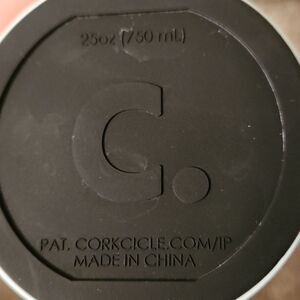 25oz (750 mL)
C.
PAT. CORKCICLE.COM/IP
MADE IN CHINA